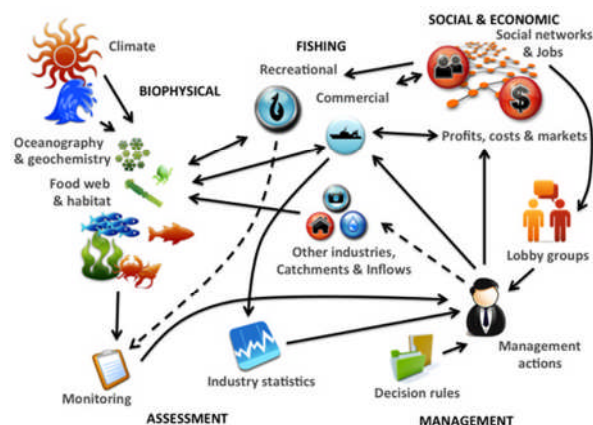 SOCIAL & ECONOMIC
Social networks
& Jobs
Climate
FISHING
Recreational
Commercial
BIOPHYSICAL
Oceanography
& geochemistry
Profits, costs & markets
Food web
& habitat
Other industries,
Catchments & Inflows
Lobby groups
Management
actions
Industry statistics
Decision rules
Monitoring
ASSESSMENT
MANAGEMENT
$